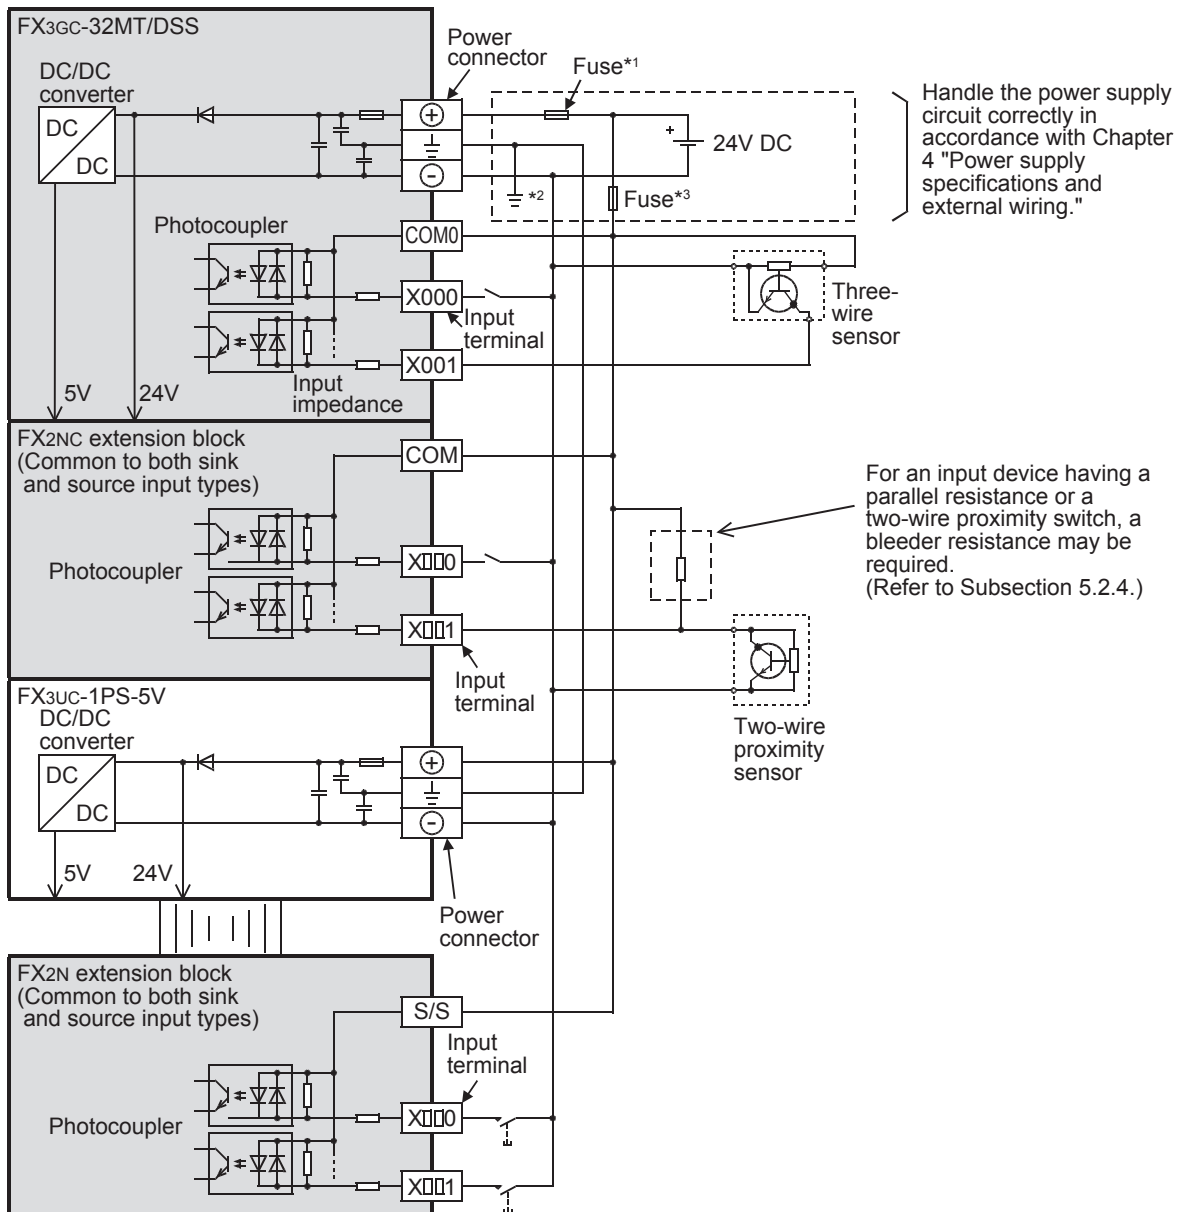 FX3GC-32MT/DSS
Power
connector
Fuse*1
DC/DC
converter
DC
DC
+
24V DC
*2
Fuse*3
Handle the power supply
circuit correctly in
accordance with Chapter
4 "Power supply
specifications and
external wiring."
Photocoupler
COM0
X000
Input
terminal
X001
Three-
wire
sensor
Input
impedance
5V
24V
FX2NC extension block
(Common to both sink
and source input types)
COM
Photocoupler
X□□0
X□□1
Input
terminal
For an input device having a
parallel resistance or a
two-wire proximity switch, a
bleeder resistance may be
required.
(Refer to Subsection 5.2.4.)
Two-wire
proximity
sensor
FX3UC-1PS-5V
DC/DC
converter
DC
DC
+
-
5V
24V
Power
connector
FX2N extension block
(Common to both sink
and source input types)
S/S
Input
terminal
Photocoupler
X□□0
X□□1